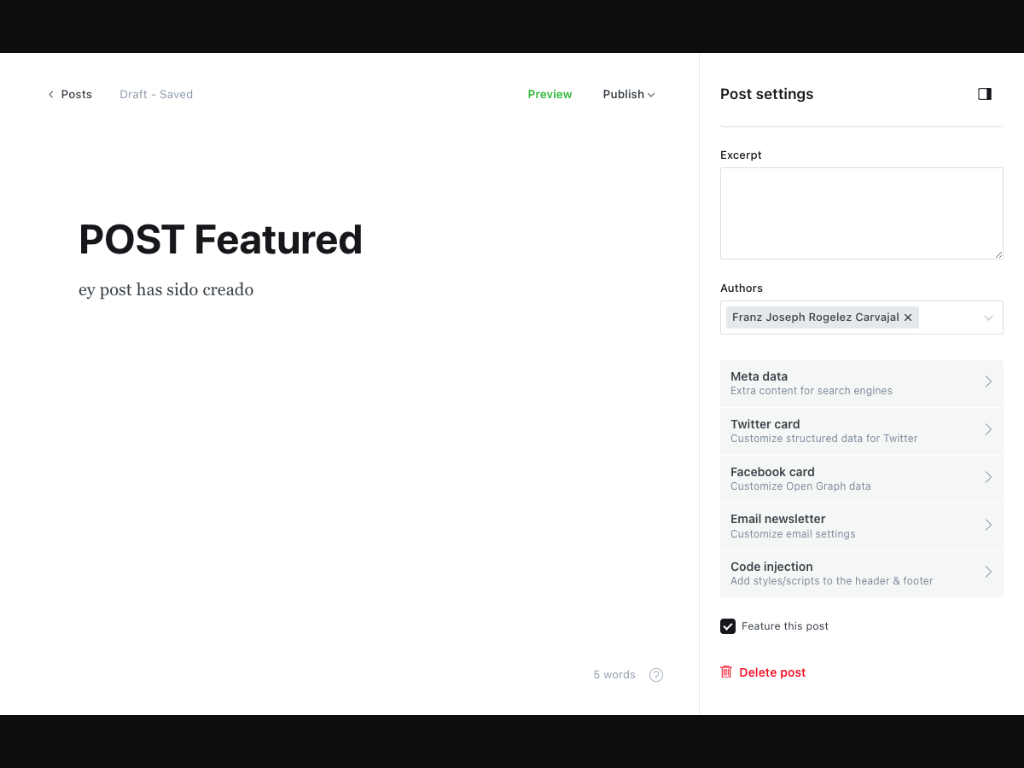 Posts
Draft - Saved
Preview
Publish
POST Featured
ey post has sido creado
5 words
?
Post settings
Excerpt
Authors
Franz Joseph Rogelez Carvajal
Meta data
Extra content for search engines
Twitter card
Customize structured data for Twitter
Facebook card
Customize Open Graph data
Email newsletter
Customize email settings
Code injection
Add styles/scripts to the header & footer
Feature this post
Delete post